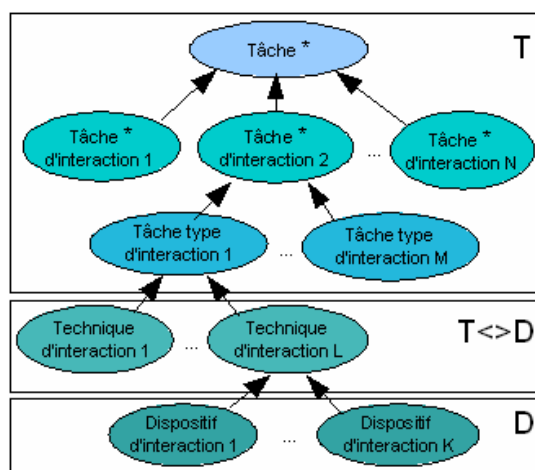 Tâche *
T
Tâche *
d'interaction 1
Tâche *
d'interaction 2
...
Tâche *
d'interaction N
Tâche type
d'interaction 1
...
Tâche type
d'interaction M
Technique
d'interaction 1
...
Technique
d'interaction L
T<>D
Dispositif
d'interaction 1
...
Dispositif
d'interaction K
D